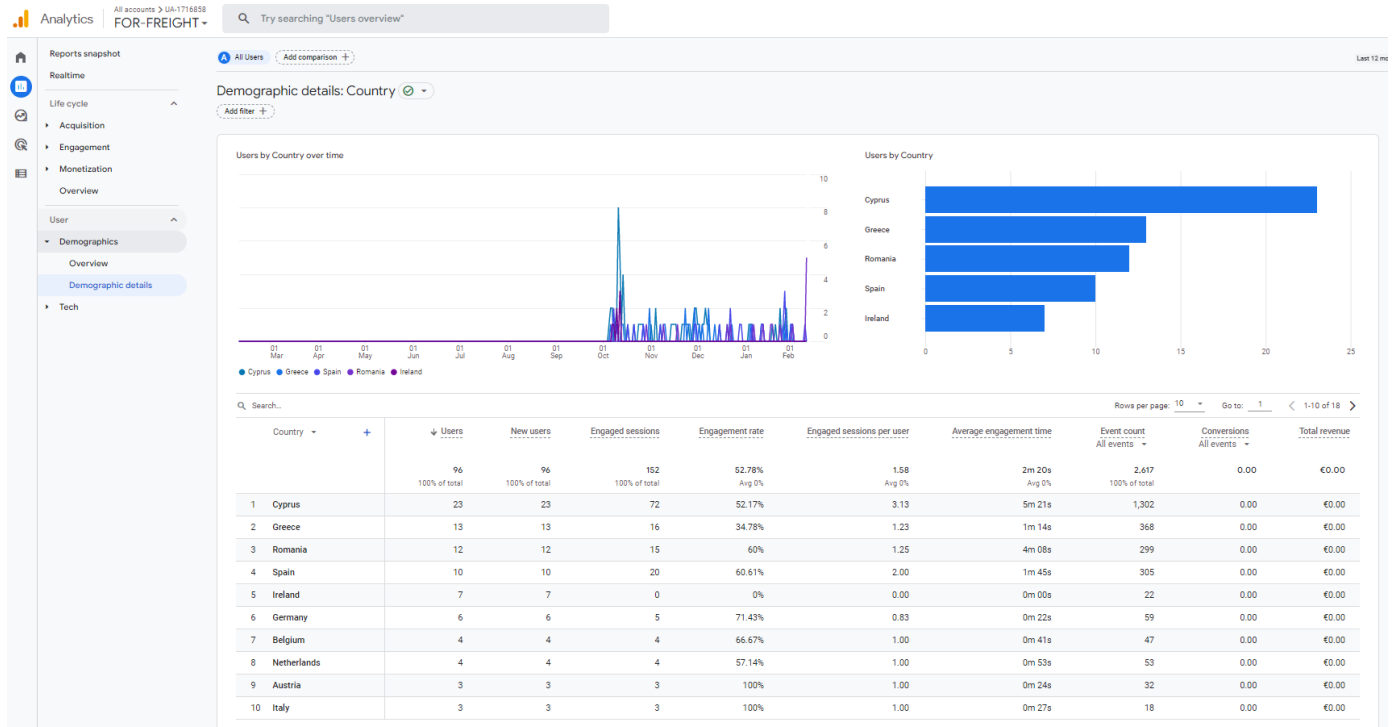 All accounts > UA-1716858
Analytics
FOR-FREIGHT
Try searching "Users overview"
Reports snapshot
Realtime
Life cycle
Acquisition
Engagement
Monetization
Overview
User
Demographics
Overview
Demographic details
Tech
A All Users
Add comparison +
Last 12 mo
Demographic details: Country
Add filter +
Users by Country over time
10
8
6
4
2
0
01 Mar
01 Apr
01 May
01 Jun
01 Jul
01 Aug
01 Sep
01 Oct
01 Nov
01 Dec
01 Jan
01 Feb
Cyprus Greece Spain Romania Ireland
Users by Country
Cyprus
Greece
Romania
Spain
Ireland
0 5 10 15 20 25
Search...
Rows per page: 10 Go to: 1 < 1-10 of 18 >
Country + Users New users Engaged sessions Engagement rate Engaged sessions per user Average engagement time Event count Conversions Total revenue
All events All events
96 96 152 52.78% 1.58 2m 20s 2,617 0.00 €0.00
100% of total 100% of total 100% of total Avg 0% Avg 0% Avg 0% 100% of total
1 Cyprus 23 23 72 52.17% 3.13 5m 21s 1,302 0.00 €0.00
2 Greece 13 13 16 34.78% 1.23 1m 14s 368 0.00 €0.00
3 Romania 12 12 15 60% 1.25 4m 08s 299 0.00 €0.00
4 Spain 10 10 20 60.61% 2.00 1m 45s 305 0.00 €0.00
5 Ireland 7 7 0 0% 0.00 0m 00s 22 0.00 €0.00
6 Germany 6 6 5 71.43% 0.83 0m 22s 59 0.00 €0.00
7 Belgium 4 4 4 66.67% 1.00 0m 41s 47 0.00 €0.00
8 Netherlands 4 4 4 57.14% 1.00 0m 53s 53 0.00 €0.00
9 Austria 3 3 3 100% 1.00 0m 24s 32 0.00 €0.00
10 Italy 3 3 3 100% 1.00 0m 27s 18 0.00 €0.00